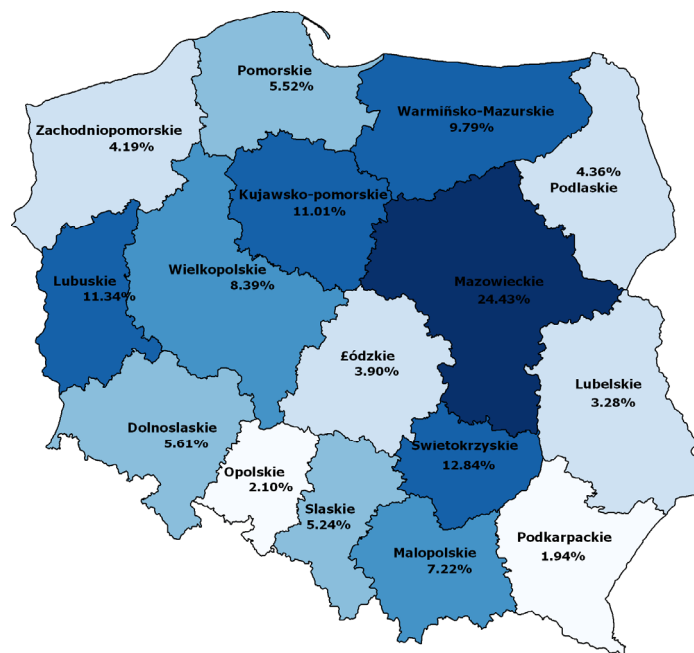 Pomorskie
5.52%
Warmińsko-Mazurskie
9.79%
Zachodniopomorskie
4.19%
4.36%
Podlaskie
Kujawsko-pomorskie
11.01%
Wielkopolskie
8.39%
Mazowieckie
24.43%
Lubuskie
11.34%
£ódzkie
3.90%
Lubelskie
3.28%
Dolnoslaskie
5.61%
Swietokrzyskie
12.84%
Opolskie
2.10%
Slaskie
5.24%
Podkarpackie
1.94%
Malopolskie
7.22%